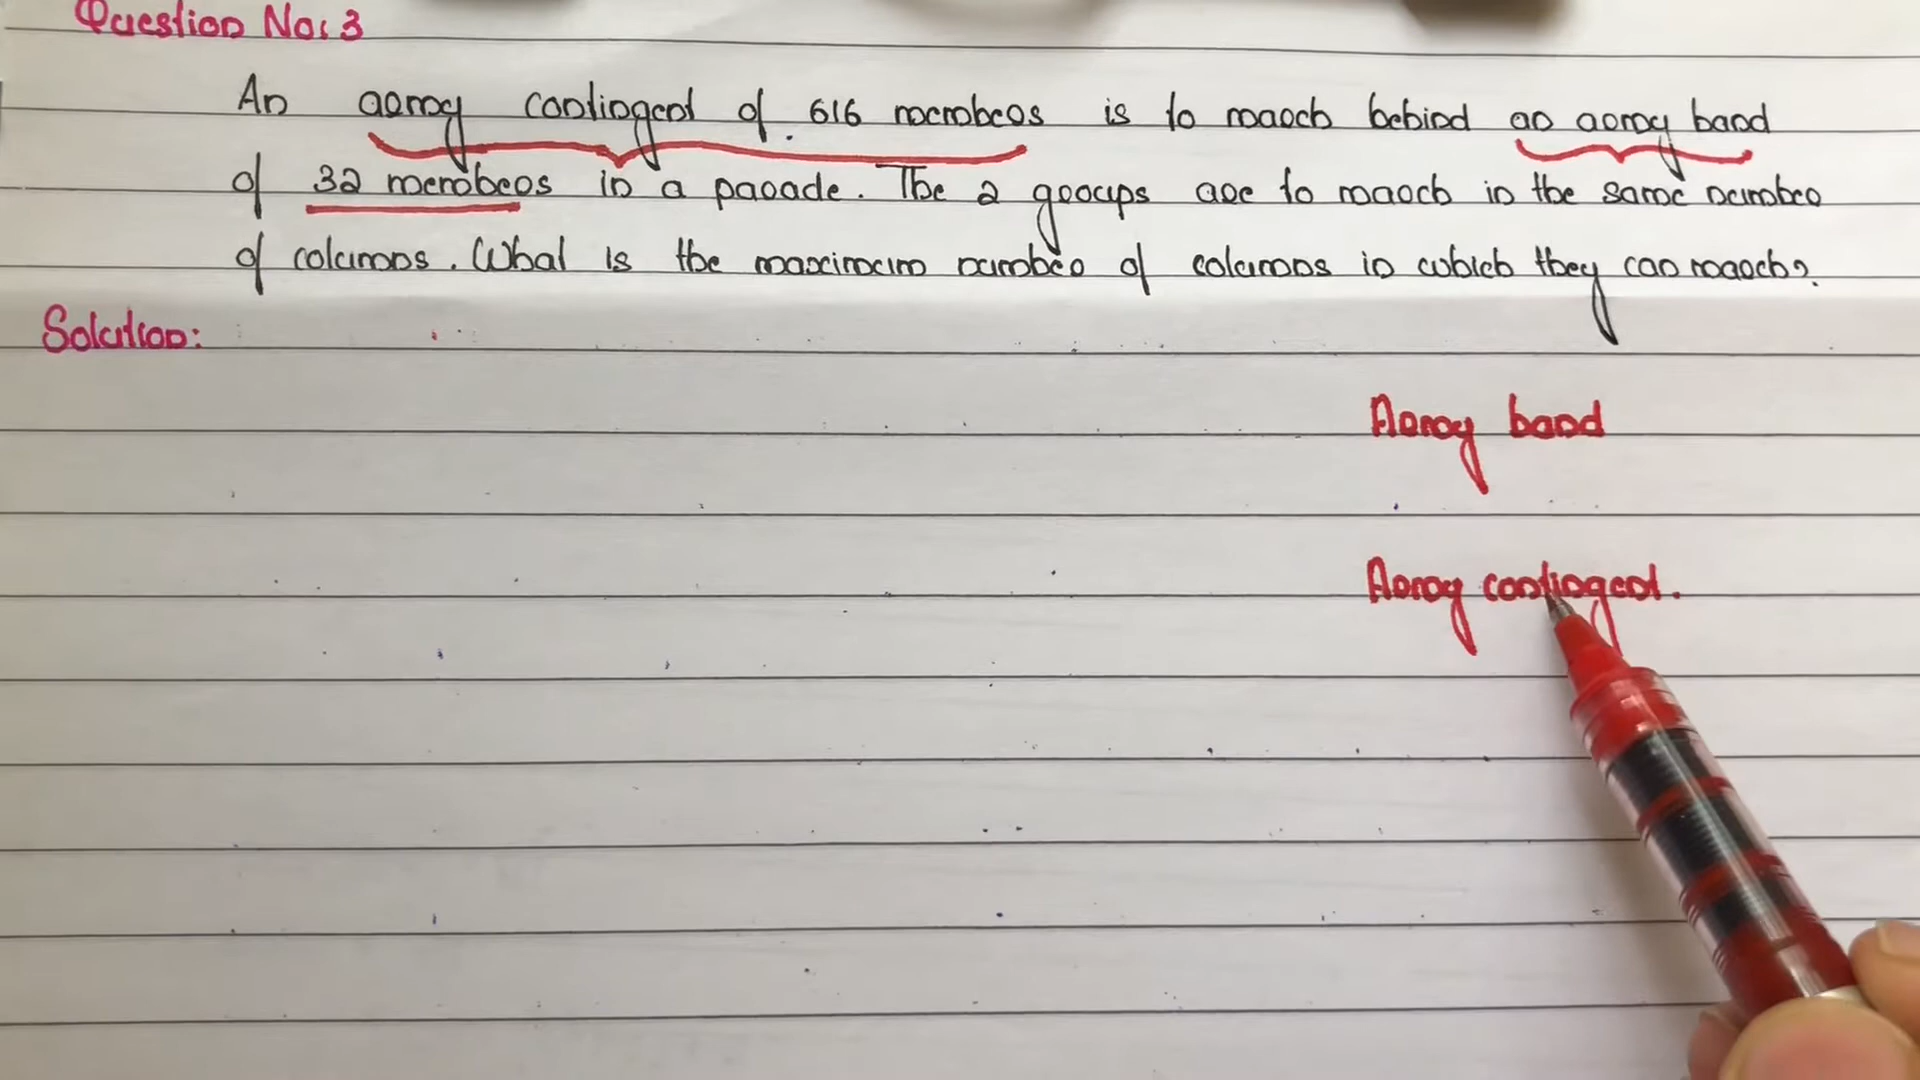 Question No: 3
An army contingent of 616 members is to march behind an army band
of 32 members in a parade. The 2 groups are to march in the same number
of columns. What is the maximum number of columns in which they can march?
Solution:
Army band
Army contingent.